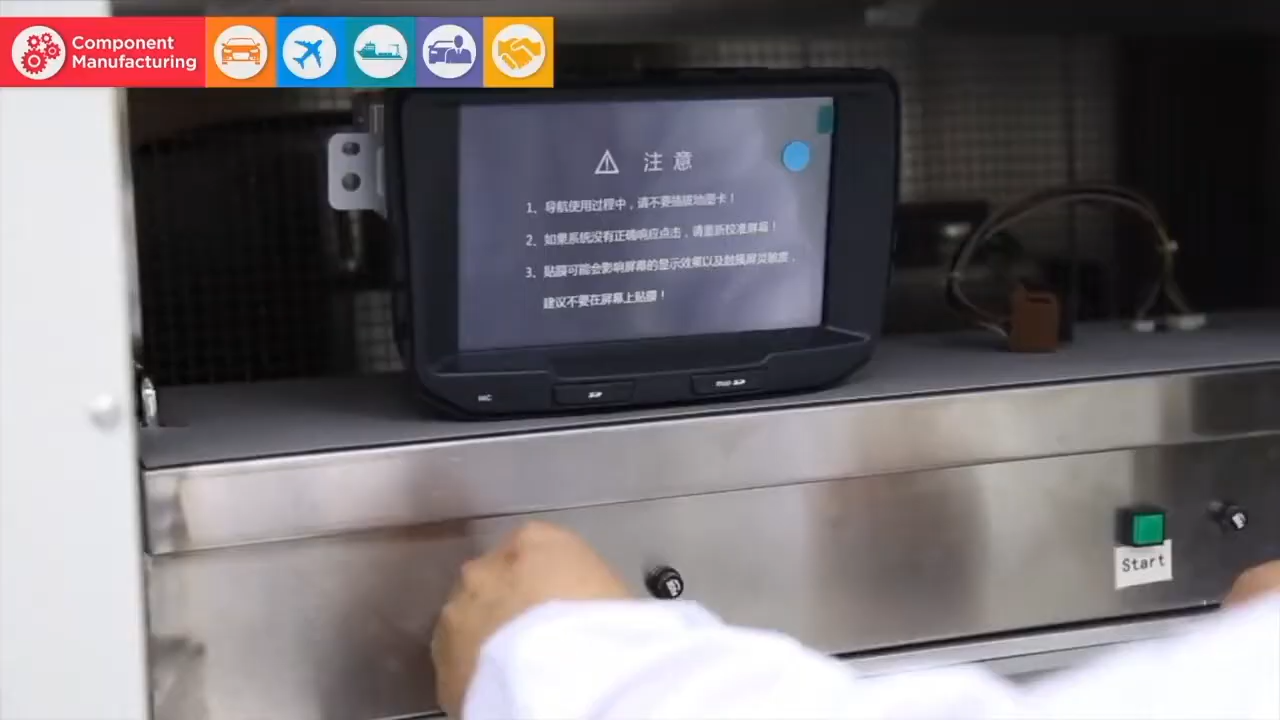 Component
Manufacturing
注意
1、导航使用过程中，请不要插拔地图卡！
2、如果系统没有正确响应点击，请重新校准屏幕！
3、贴膜可能会影响屏幕的显示效果以及触摸屏灵敏度，
建议不要在屏幕上贴膜！
MIC
map
Start